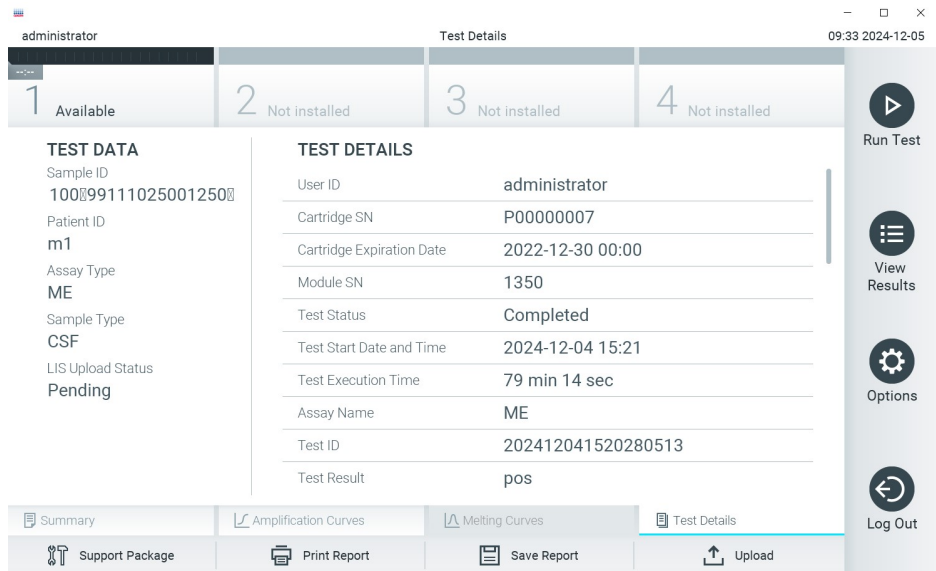 administrator
Test Details
09:33 2024-12-05
--:--
1 Available
2 Not installed
3 Not installed
4 Not installed
TEST DATA
Sample ID
100▯99111025001250▯
Patient ID
m1
Assay Type
ME
Sample Type
CSF
LIS Upload Status
Pending
TEST DETAILS
User ID administrator
Cartridge SN P00000007
Cartridge Expiration Date 2022-12-30 00:00
Module SN 1350
Test Status Completed
Test Start Date and Time 2024-12-04 15:21
Test Execution Time 79 min 14 sec
Assay Name ME
Test ID 202412041520280513
Test Result pos
Run Test
View
Results
Options
Log Out
Summary
Amplification Curves
Melting Curves
Test Details
Support Package
Print Report
Save Report
Upload